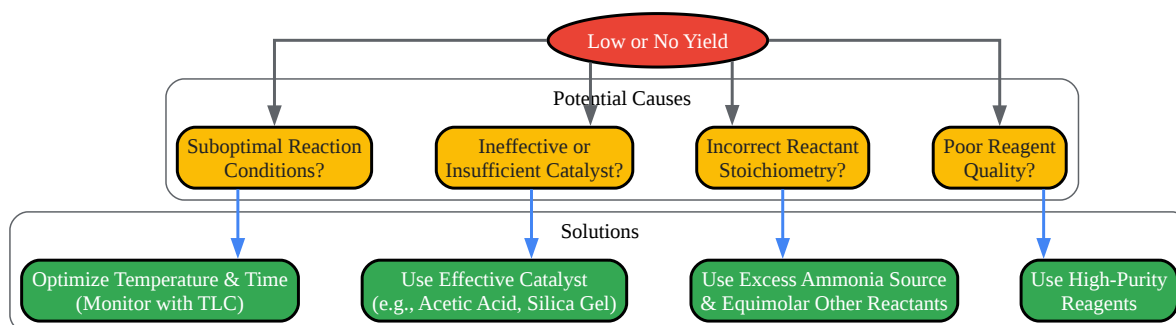 Low or No Yield
Potential Causes
Suboptimal Reaction
Conditions?
Ineffective or
Insufficient Catalyst?
Incorrect Reactant
Stoichiometry?
Poor Reagent
Quality?
Solutions
Optimize Temperature & Time
(Monitor with TLC)
Use Effective Catalyst
(e.g., Acetic Acid, Silica Gel)
Use Excess Ammonia Source
& Equimolar Other Reactants
Use High-Purity
Reagents